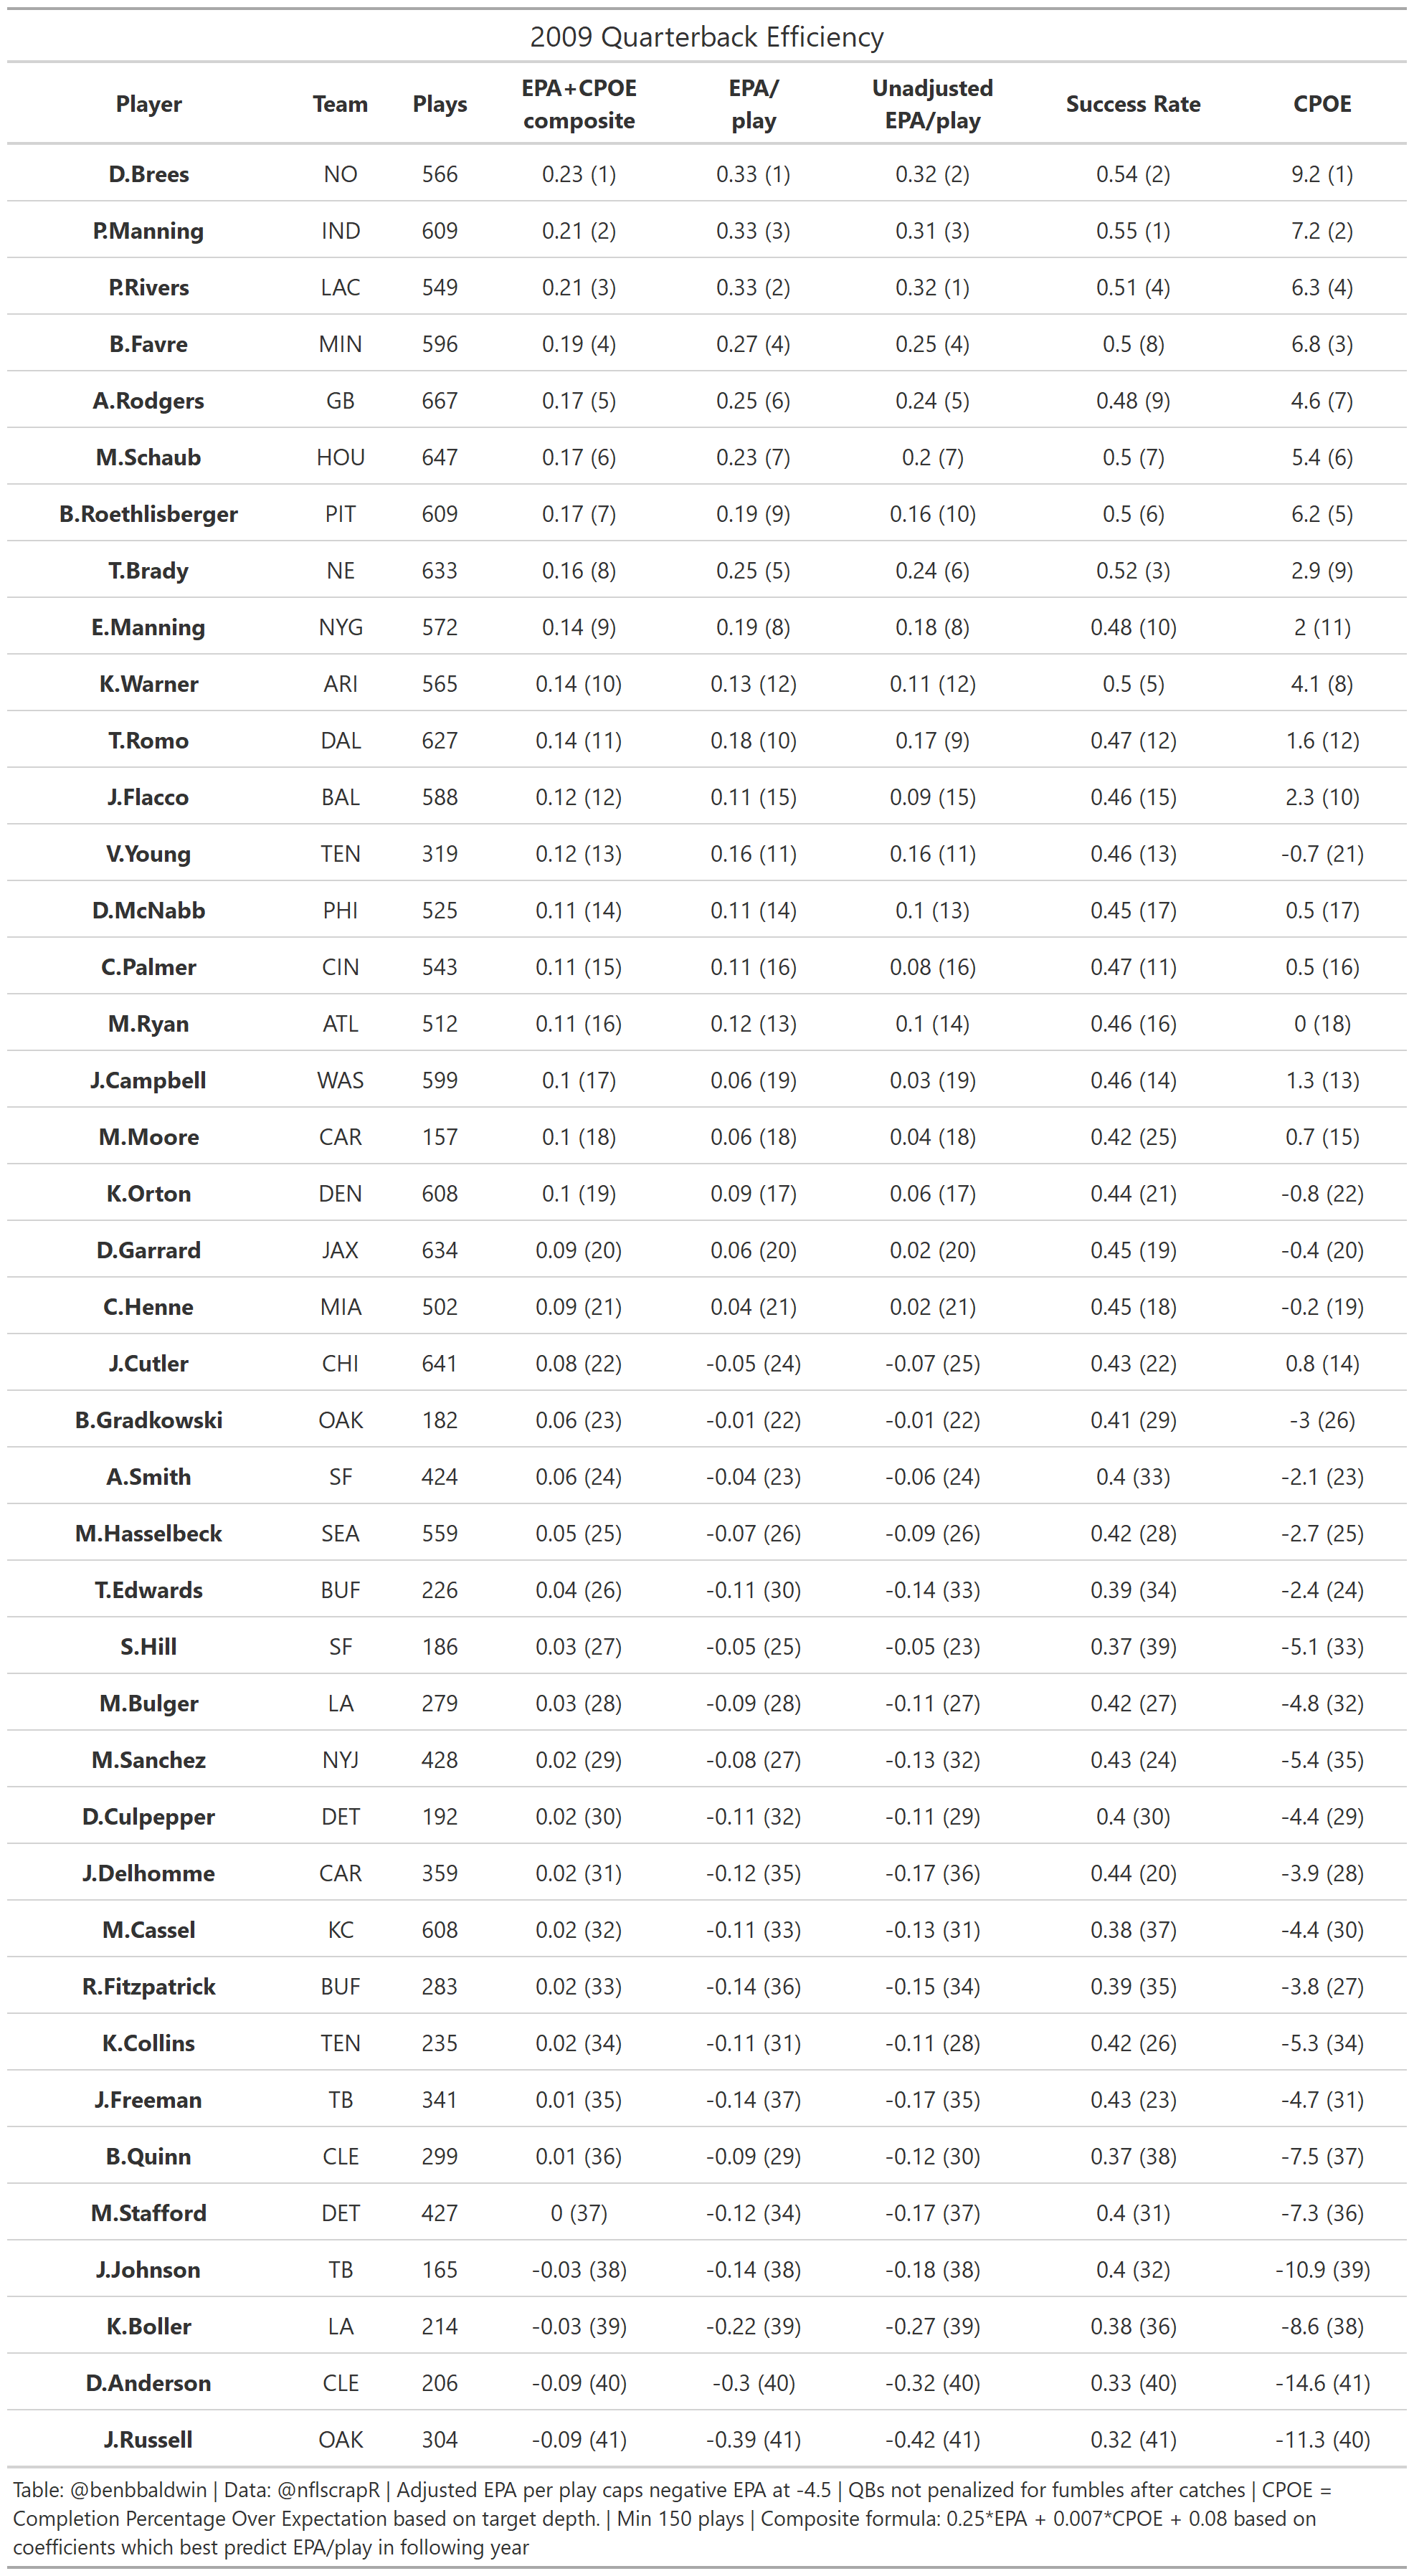 2009 Quarterback Efficiency
Player Team Plays EPA+CPOE composite EPA/ play Unadjusted EPA/play Success Rate CPOE
D.Brees NO 566 0.23 (1) 0.33 (1) 0.32 (2) 0.54 (2) 9.2 (1)
P.Manning IND 609 0.21 (2) 0.33 (3) 0.31 (3) 0.55 (1) 7.2 (2)
P.Rivers LAC 549 0.21 (3) 0.33 (2) 0.32 (1) 0.51 (4) 6.3 (4)
B.Favre MIN 596 0.19 (4) 0.27 (4) 0.25 (4) 0.5 (8) 6.8 (3)
A.Rodgers GB 667 0.17 (5) 0.25 (6) 0.24 (5) 0.48 (9) 4.6 (7)
M.Schaub HOU 647 0.17 (6) 0.23 (7) 0.2 (7) 0.5 (7) 5.4 (6)
B.Roethlisberger PIT 609 0.17 (7) 0.19 (9) 0.16 (10) 0.5 (6) 6.2 (5)
T.Brady NE 633 0.16 (8) 0.25 (5) 0.24 (6) 0.52 (3) 2.9 (9)
E.Manning NYG 572 0.14 (9) 0.19 (8) 0.18 (8) 0.48 (10) 2 (11)
K.Warner ARI 565 0.14 (10) 0.13 (12) 0.11 (12) 0.5 (5) 4.1 (8)
T.Romo DAL 627 0.14 (11) 0.18 (10) 0.17 (9) 0.47 (12) 1.6 (12)
J.Flacco BAL 588 0.12 (12) 0.11 (15) 0.09 (15) 0.46 (15) 2.3 (10)
V.Young TEN 319 0.12 (13) 0.16 (11) 0.16 (11) 0.46 (13) -0.7 (21)
D.McNabb PHI 525 0.11 (14) 0.11 (14) 0.1 (13) 0.45 (17) 0.5 (17)
C.Palmer CIN 543 0.11 (15) 0.11 (16) 0.08 (16) 0.47 (11) 0.5 (16)
M.Ryan ATL 512 0.11 (16) 0.12 (13) 0.1 (14) 0.46 (16) 0 (18)
J.Campbell WAS 599 0.1 (17) 0.06 (19) 0.03 (19) 0.46 (14) 1.3 (13)
M.Moore CAR 157 0.1 (18) 0.06 (18) 0.04 (18) 0.42 (25) 0.7 (15)
K.Orton DEN 608 0.1 (19) 0.09 (17) 0.06 (17) 0.44 (21) -0.8 (22)
D.Garrard JAX 634 0.09 (20) 0.06 (20) 0.02 (20) 0.45 (19) -0.4 (20)
C.Henne MIA 502 0.09 (21) 0.04 (21) 0.02 (21) 0.45 (18) -0.2 (19)
J.Cutler CHI 641 0.08 (22) -0.05 (24) -0.07 (25) 0.43 (22) 0.8 (14)
B.Gradkowski OAK 182 0.06 (23) -0.01 (22) -0.01 (22) 0.41 (29) -3 (26)
A.Smith SF 424 0.06 (24) -0.04 (23) -0.06 (24) 0.4 (33) -2.1 (23)
M.Hasselbeck SEA 559 0.05 (25) -0.07 (26) -0.09 (26) 0.42 (28) -2.7 (25)
T.Edwards BUF 226 0.04 (26) -0.11 (30) -0.14 (33) 0.39 (34) -2.4 (24)
S.Hill SF 186 0.03 (27) -0.05 (25) -0.05 (23) 0.37 (39) -5.1 (33)
M.Bulger LA 279 0.03 (28) -0.09 (28) -0.11 (27) 0.42 (27) -4.8 (32)
M.Sanchez NYJ 428 0.02 (29) -0.08 (27) -0.13 (32) 0.43 (24) -5.4 (35)
D.Culpepper DET 192 0.02 (30) -0.11 (32) -0.11 (29) 0.4 (30) -4.4 (29)
J.Delhomme CAR 359 0.02 (31) -0.12 (35) -0.17 (36) 0.44 (20) -3.9 (28)
M.Cassel KC 608 0.02 (32) -0.11 (33) -0.13 (31) 0.38 (37) -4.4 (30)
R.Fitzpatrick BUF 283 0.02 (33) -0.14 (36) -0.15 (34) 0.39 (35) -3.8 (27)
K.Collins TEN 235 0.02 (34) -0.11 (31) -0.11 (28) 0.42 (26) -5.3 (34)
J.Freeman TB 341 0.01 (35) -0.14 (37) -0.17 (35) 0.43 (23) -4.7 (31)
B.Quinn CLE 299 0.01 (36) -0.09 (29) -0.12 (30) 0.37 (38) -7.5 (37)
M.Stafford DET 427 0 (37) -0.12 (34) -0.17 (37) 0.4 (31) -7.3 (36)
J.Johnson TB 165 -0.03 (38) -0.14 (38) -0.18 (38) 0.4 (32) -10.9 (39)
K.Boller LA 214 -0.03 (39) -0.22 (39) -0.27 (39) 0.38 (36) -8.6 (38)
D.Anderson CLE 206 -0.09 (40) -0.3 (40) -0.32 (40) 0.33 (40) -14.6 (41)
J.Russell OAK 304 -0.09 (41) -0.39 (41) -0.42 (41) 0.32 (41) -11.3 (40)
Table: @benbbaldwin | Data: @nflscrapR | Adjusted EPA per play caps negative EPA at -4.5 | QBs not penalized for fumbles after catches | CPOE =
Completion Percentage Over Expectation based on target depth. | Min 150 plays | Composite formula: 0.25*EPA + 0.007*CPOE + 0.08 based on
coefficients which best predict EPA/play in following year